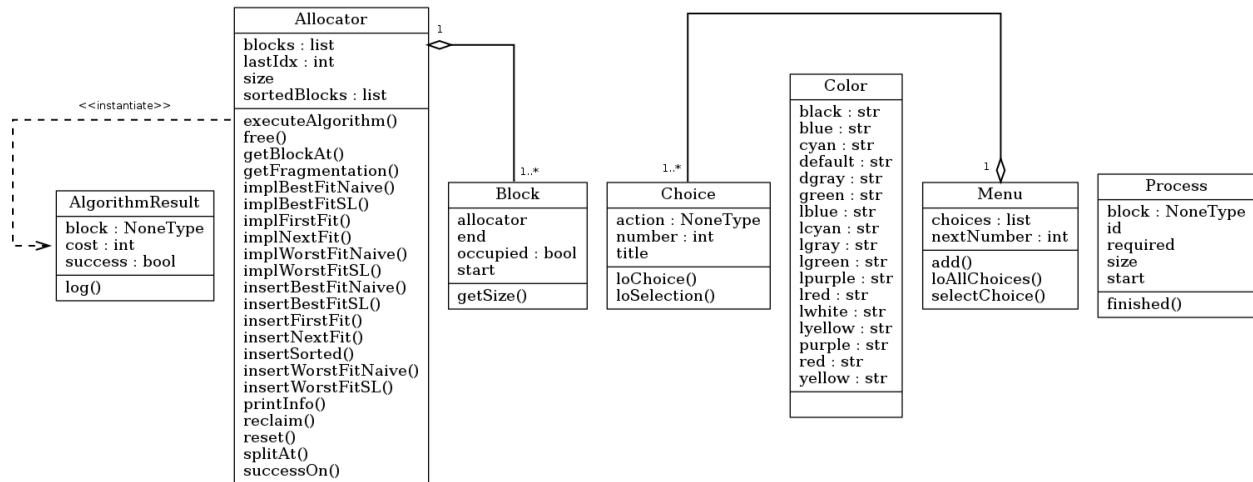 Allocator
blocks : list
lastIdx : int
size
sortedBlocks : list
executeAlgorithm()
free()
getBlockAt()
getFragmentation()
implBestFitNaive()
implBestFitSL()
implFirstFit()
implNextFit()
implWorstFitNaive()
implWorstFitSL()
insertBestFitNaive()
insertBestFitSL()
insertFirstFit()
insertNextFit()
insertSorted()
insertWorstFitNaive()
insertWorstFitSL()
printInfo()
reclaim()
reset()
splitAt()
successOn()
<<instantiate>>
AlgorithmResult
block : NoneType
cost : int
success : bool
log()
1
1..*
Block
allocator
end
occupied : bool
start
getSize()
1..*
Choice
action : NoneType
number : int
title
loChoice()
loSelection()
Color
black : str
blue : str
cyan : str
default : str
dgray : str
green : str
lblue : str
lcyan : str
lgray : str
lgreen : str
lpurple : str
lred : str
lwhite : str
lyellow : str
purple : str
red : str
yellow : str
1
Menu
choices : list
nextNumber : int
add()
loAllChoices()
selectChoice()
Process
block : NoneType
id
required
size
start
finished()